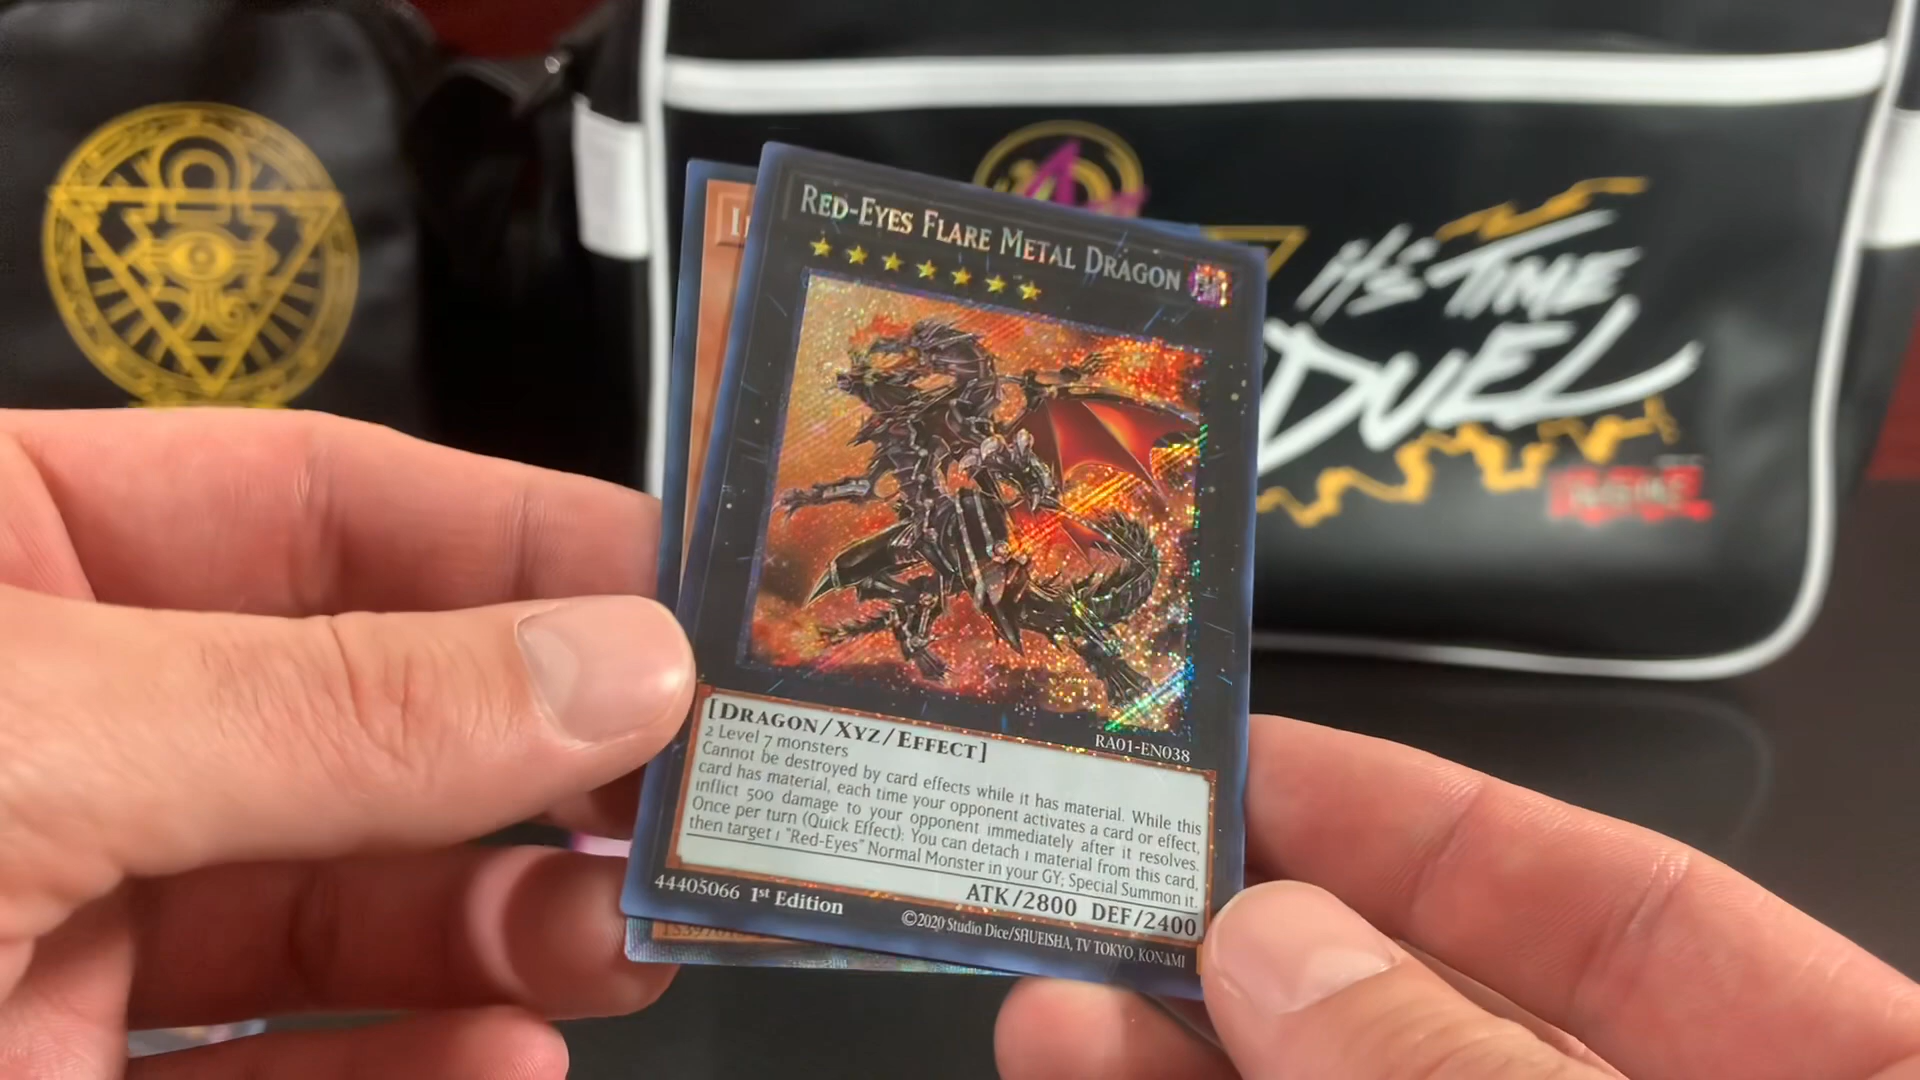 RED-EYES FLARE METAL DRAGON
IT'S TIME
DUEL
RA01-EN038
[DRAGON/XYZ/EFFECT]
2 Level 7 monsters
Cannot be destroyed by card effects while it has material. While this
card has material, each time your opponent activates a card or effect,
inflict 500 damage to your opponent immediately after it resolves.
Once per turn (Quick Effect): You can detach 1 material from this card,
then target 1 "Red-Eyes" Normal Monster in your GY; Special Summon it.
ATK/2800 DEF/2400
44405066 1st Edition
©2020 Studio Dice/SHUEISHA, TV TOKYO, KONAMI